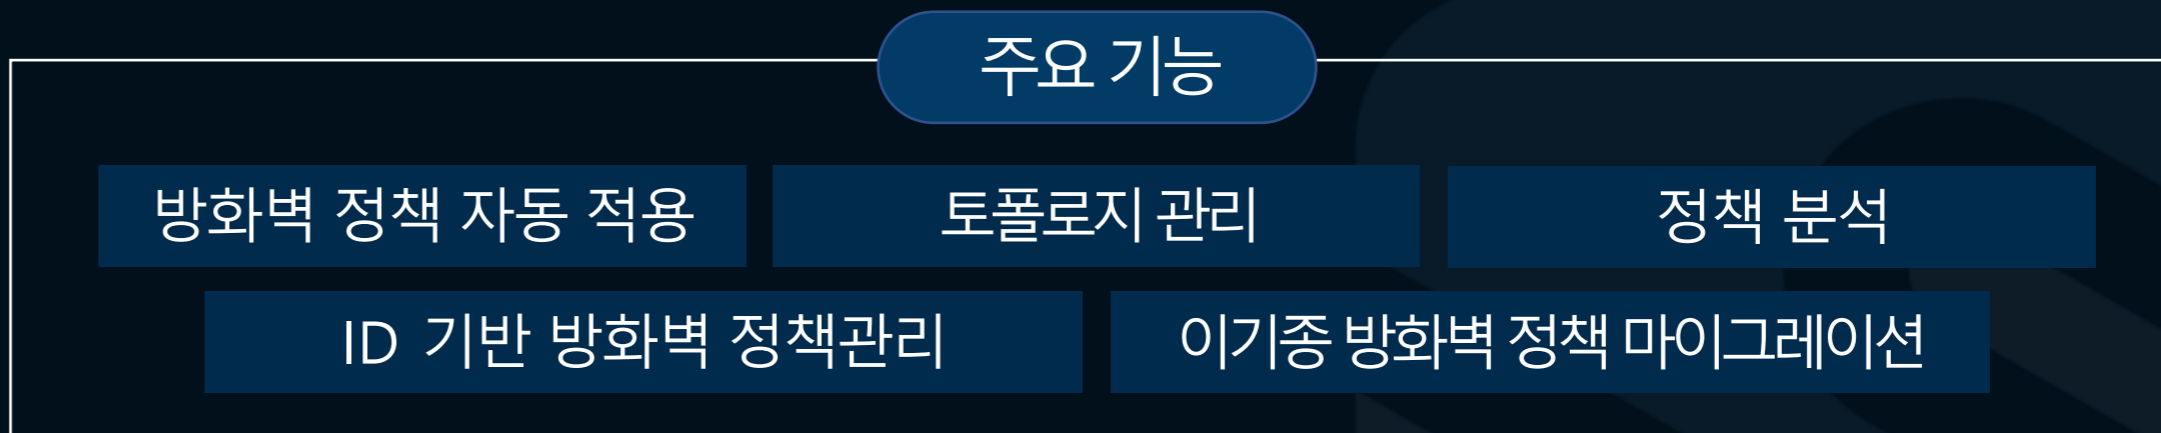 주요 기능
방화벽 정책 자동 적용
토폴로지 관리
정책 분석
ID 기반 방화벽 정책관리
이기종 방화벽 정책 마이그레이션